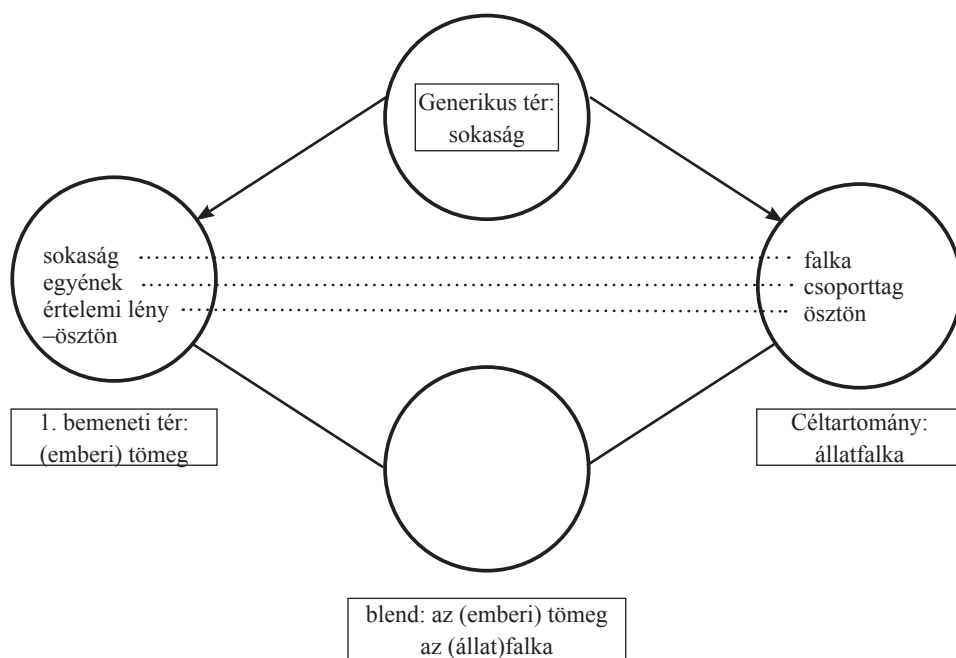 Generikus tér:
sokaság
sokaság
egyének
értelemi lény
–ösztön
falka
csoporttag
ösztön
1. bemeneti tér:
(emberi) tömeg
Céltartomány:
állatfalka
blend: az (emberi) tömeg
az (állat)falka